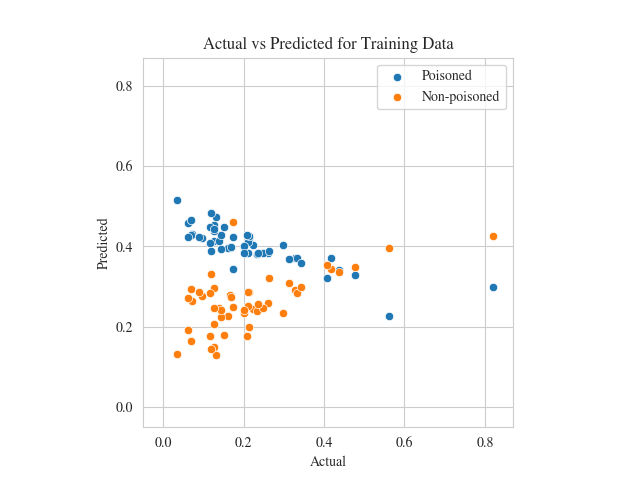 Actual vs Predicted for Training Data
Poisoned
Non-poisoned
0.8
0.6
0.4
0.2
0.0
Predicted
0.0 0.2 0.4 0.6 0.8
Actual